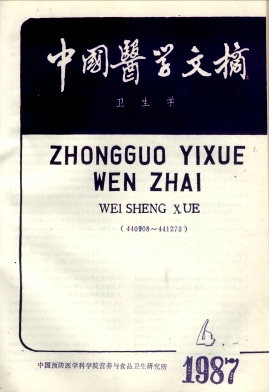 中國醫学文摘
卫生学
ZHONGGUO YIXUE
WEN ZHAI
WEI SHENG XUE
(440908～441273)
4
1987
中国预防医学科学院营养与食品卫生研究所